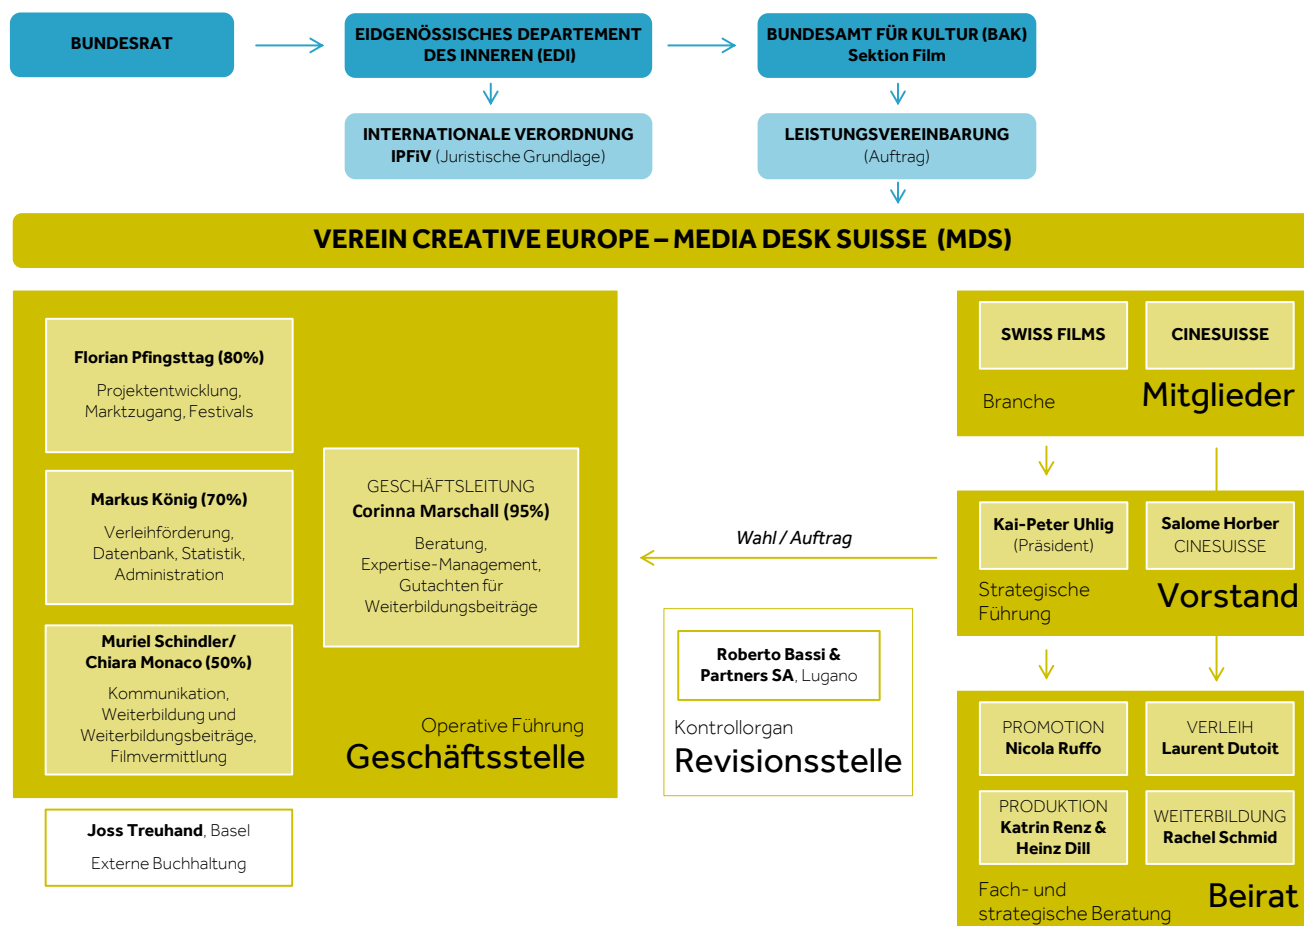 BUNDESRAT
EIDGENÖSSISCHES DEPARTEMENT
DES INNEREN (EDI)
BUNDESAMT FÜR KULTUR (BAK)
Sektion Film
INTERNATIONALE VERORDNUNG
IPFiV (Juristische Grundlage)
LEISTUNGSVEREINBARUNG
(Auftrag)
VEREIN CREATIVE EUROPE – MEDIA DESK SUISSE (MDS)
Florian Pfingsttag (80%)
Projektentwicklung,
Marktzugang, Festivals
Markus König (70%)
Verleihförderung,
Datenbank, Statistik,
Administration
Muriel Schindler/
Chiara Monaco (50%)
Kommunikation,
Weiterbildung und
Weiterbildungsbeiträge,
Filmvermittlung
GESCHÄFTSLEITUNG
Corinna Marschall (95%)
Beratung,
Expertise-Management,
Gutachten für
Weiterbildungsbeiträge
Operative Führung
Geschäftsstelle
Joss Treuhand, Basel
Externe Buchhaltung
Wahl / Auftrag
Roberto Bassi &
Partners SA, Lugano
Kontrollorgan
Revisionsstelle
SWISS FILMS
CINESUISSE
Branche
Mitglieder
Kai-Peter Uhlig
(Präsident)
Salome Horber
CINESUISSE
Strategische
Führung
Vorstand
PROMOTION
Nicola Ruffo
VERLEIH
Laurent Dutoit
PRODUKTION
Katrin Renz &
Heinz Dill
WEITERBILDUNG
Rachel Schmid
Fach- und
strategische Beratung
Beirat